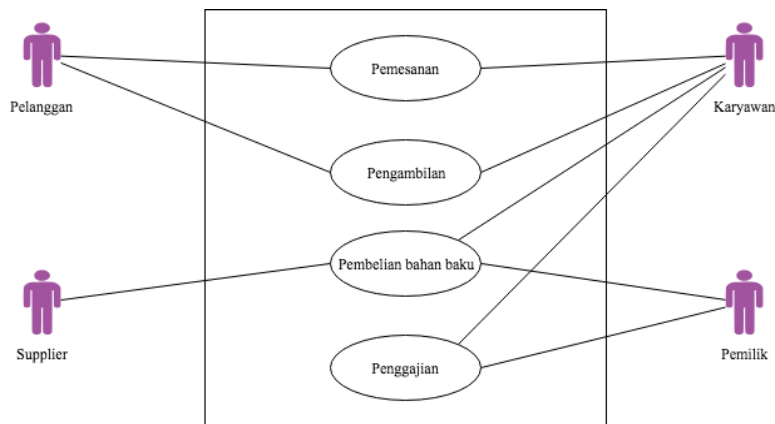 Pemesanan
Pelanggan
Karyawan
Pengambilan
Pembelian bahan baku
Supplier
Pemilik
Penggajian